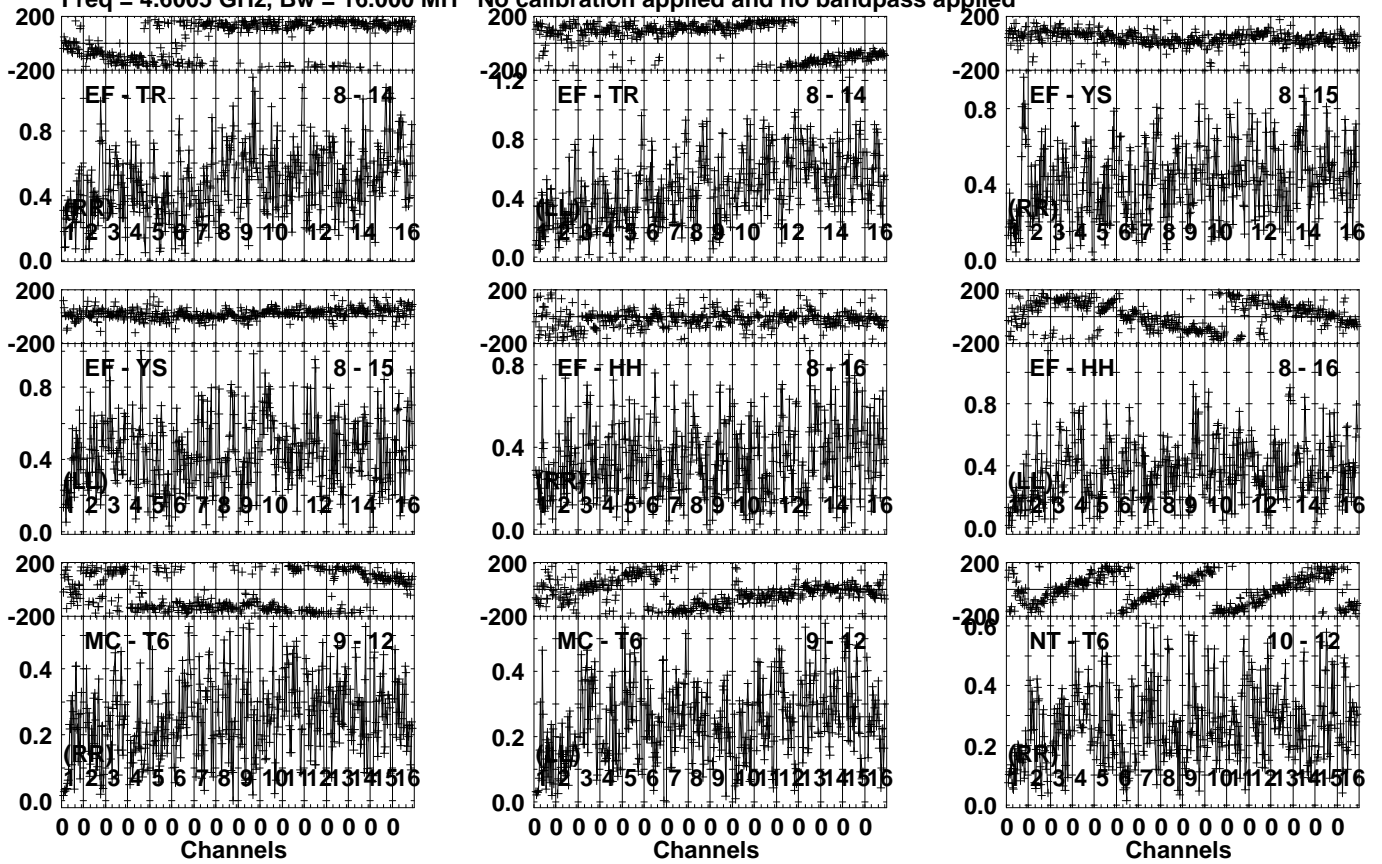 Freq = 4.6005 GHz, Bw = 16.000 MH No calibration applied and no bandpass applied
200
-200
EF - TR 8 - 14
0.8
0.4
0.0
(RR)
1 2 3 4 5 6 7 8 9 10 12 14 16
200
-200
1.2
EF - TR 8 - 14
0.8
0.4
0.0
(LL)
1 2 3 4 5 6 7 8 9 10 12 14 16
200
-200
EF - YS 8 - 15
0.8
0.4
0.0
(RR)
2 3 4 5 6 7 8 9 10 12 14 16
200
-200
EF - YS 8 - 15
0.8
0.4
0.0
(LL)
1 2 3 4 5 6 7 8 9 10 12 14 16
200
-200
EF - HH 8 - 16
0.8
0.4
0.0
(RR)
1 2 3 4 5 6 7 8 9 10 12 14 16
200
-200
EF - HH 8 - 16
0.8
0.4
0.0
(LL)
1 2 3 4 5 6 7 8 9 10 12 14 16
200
-200
MC - T6 9 - 12
0.4
0.2
0.0
(RR)
1 2 3 4 5 6 7 8 9 10 11 12 13 14 15 16
0 0 0 0 0 0 0 0 0 0 0 0 0 0 0 0
Channels
200
-200
MC - T6 9 - 12
0.4
0.2
0.0
(LL)
1 2 3 4 5 6 7 8 9 10 11 12 13 14 15 16
0 0 0 0 0 0 0 0 0 0 0 0 0 0 0 0
Channels
200
-200
0.6
NT - T6 10 - 12
0.4
0.2
0.0
(RR)
1 2 3 4 5 6 7 8 9 10 11 12 13 14 15 16
0 0 0 0 0 0 0 0 0 0 0 0 0 0 0 0
Channels